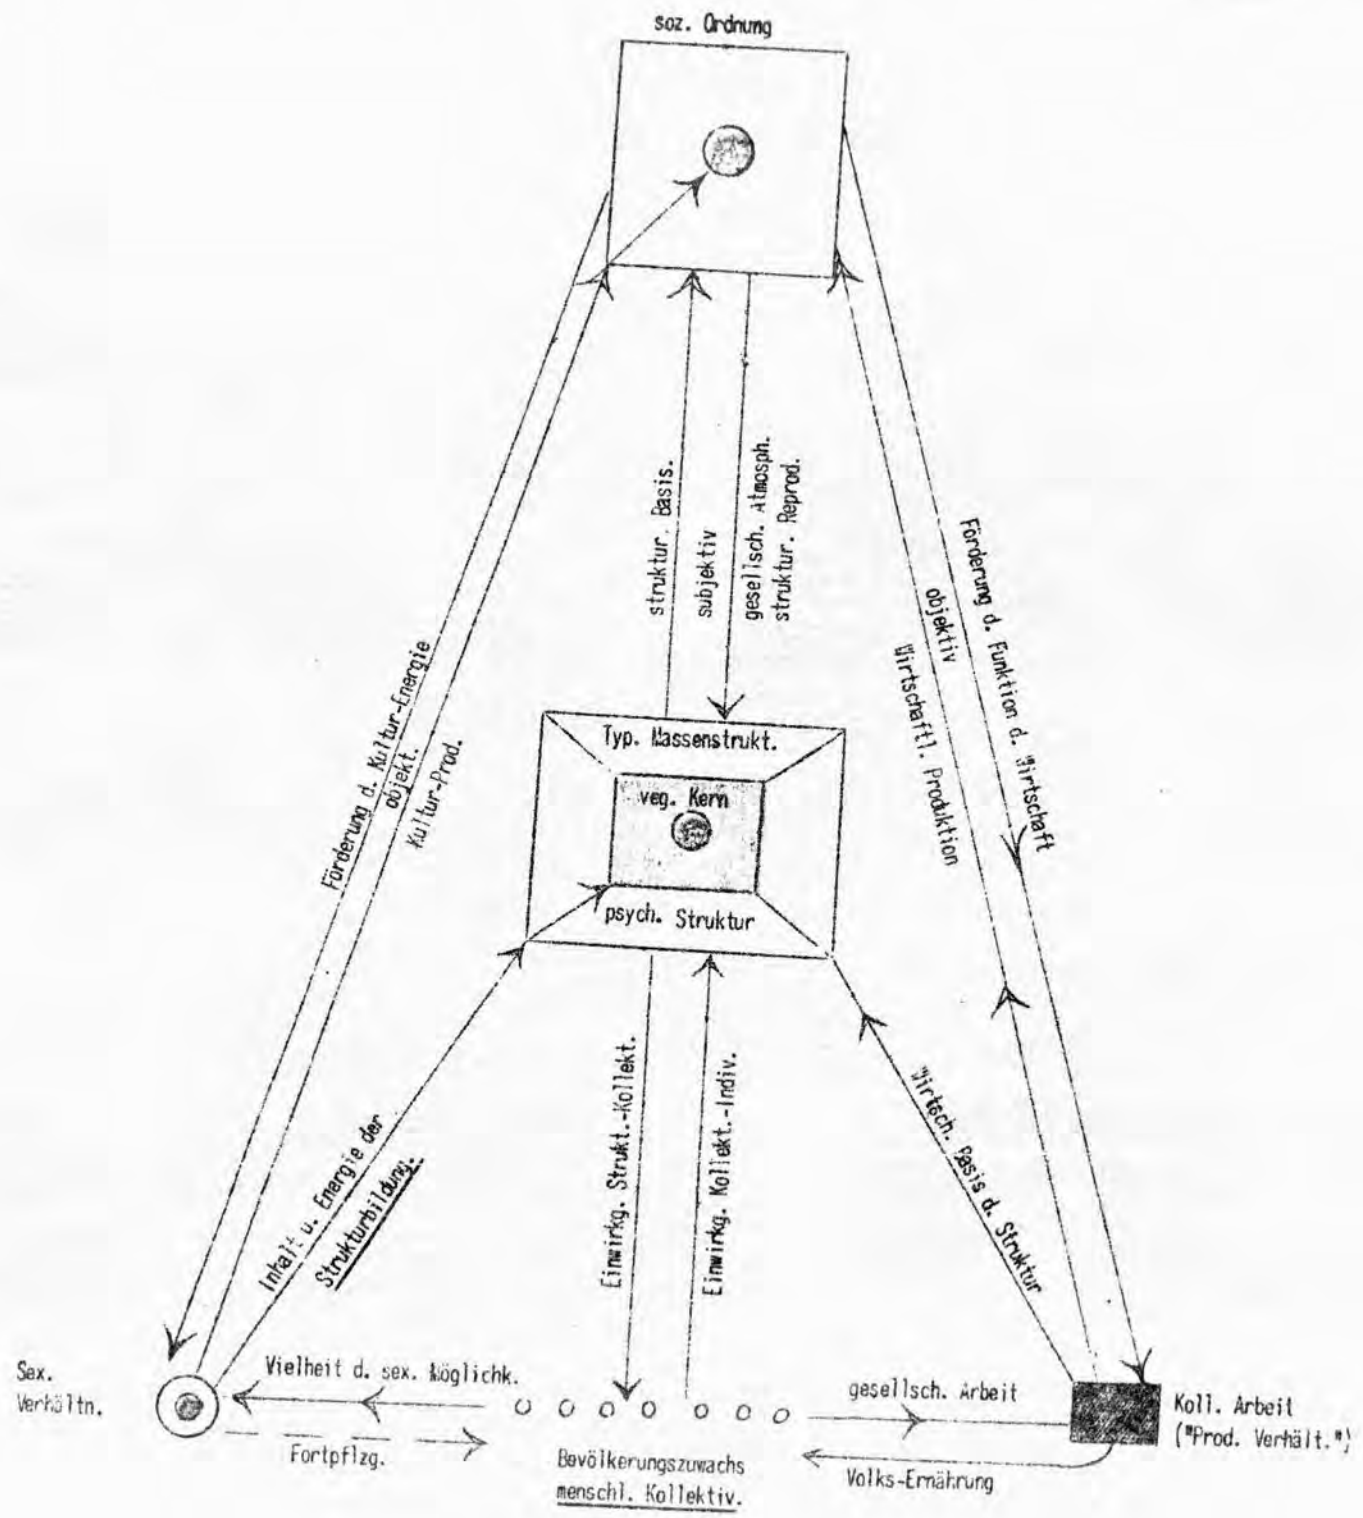 soz. Ordnung
Förderung d. Kultur-Energie
objekt.
Kultur-Prod.
struktur. Basis.
subjektiv
gesellsch. Atmosph.
struktur. Reprod.
Förderung d. Funktion d. Wirtschaft
objektiv
Wirtschaftl. Produktion
Typ. Massenstrukt.
veg. Kern
psych. Struktur
Inhalt u. Energie der
Strukturbildung.
Einwirkg. Strukt.-Kollekt.
Einwirkg. Kollekt.-Indiv.
Wirtsch. Basis d. Struktur
Sex.
Verhältn.
Vielheit d. sex. Möglichk.
Fortpflzg.
Bevölkerungszuwachs
menschl. Kollektiv.
gesellsch. Arbeit
Volks-Ernährung
Koll. Arbeit
("Prod. Verhält.")